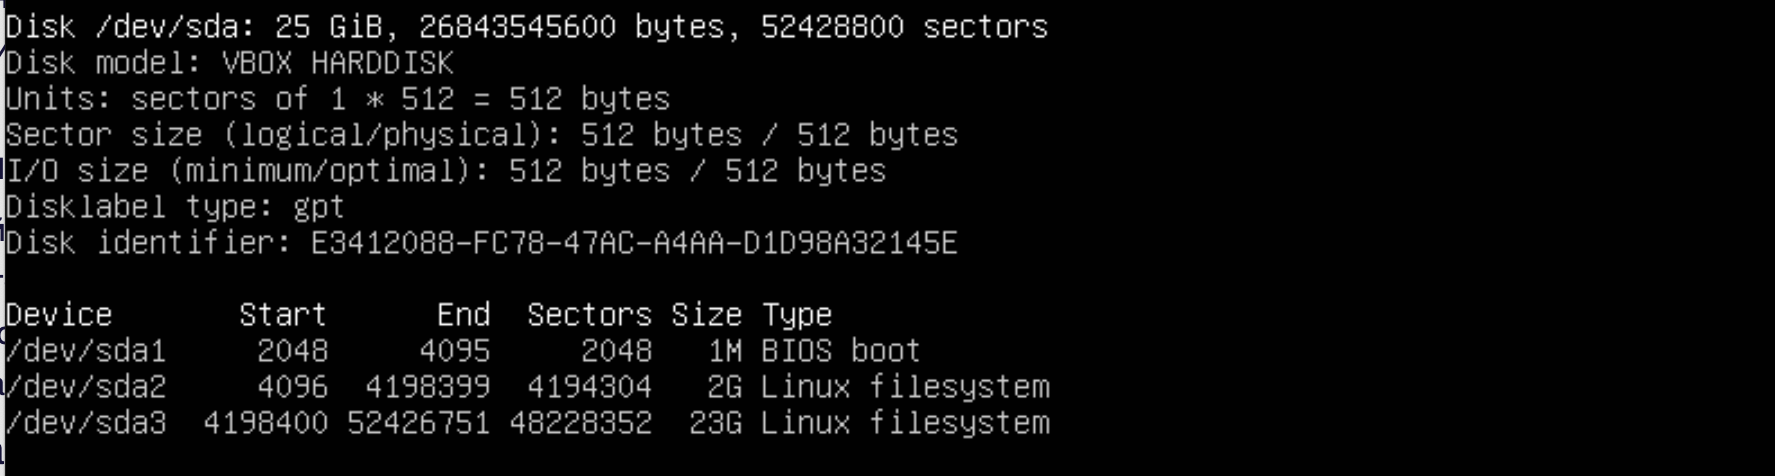 Disk /dev/sda: 25 GiB, 26843545600 bytes, 52428800 sectors
Disk model: VBOX HARDDISK
Units: sectors of 1 * 512 = 512 bytes
Sector size (logical/physical): 512 bytes / 512 bytes
I/O size (minimum/optimal): 512 bytes / 512 bytes
Disklabel type: gpt
Disk identifier: E3412088-FC78-47AC-A4AA-D1D98A32145E

Device       Start      End  Sectors Size Type
/dev/sda1     2048     4095     2048   1M BIOS boot
/dev/sda2     4096  4198399  4194304   2G Linux filesystem
/dev/sda3  4198400 52426751 48228352  23G Linux filesystem